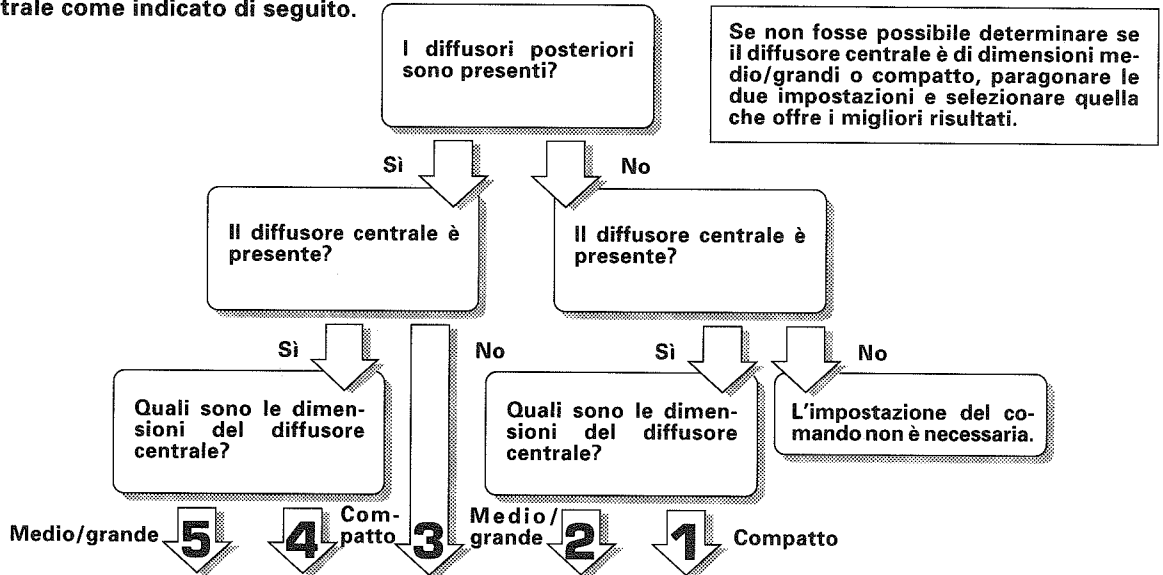 trale come indicato di seguito.
I diffusori posteriori
sono presenti?
Se non fosse possibile determinare se
il diffusore centrale è di dimensioni me-
dio/grandi o compatto, paragonare le
due impostazioni e selezionare quella
che offre i migliori risultati.
Sì
No
Il diffusore centrale è
presente?
Il diffusore centrale è
presente?
Sì
No
Sì
No
Quali sono le dimen-
sioni del diffusore
centrale?
Quali sono le dimen-
sioni del diffusore
centrale?
L'impostazione del co-
mando non è necessaria.
Medio/grande
5
4
Com-
patto
3
Medio/
grande
2
1
Compatto